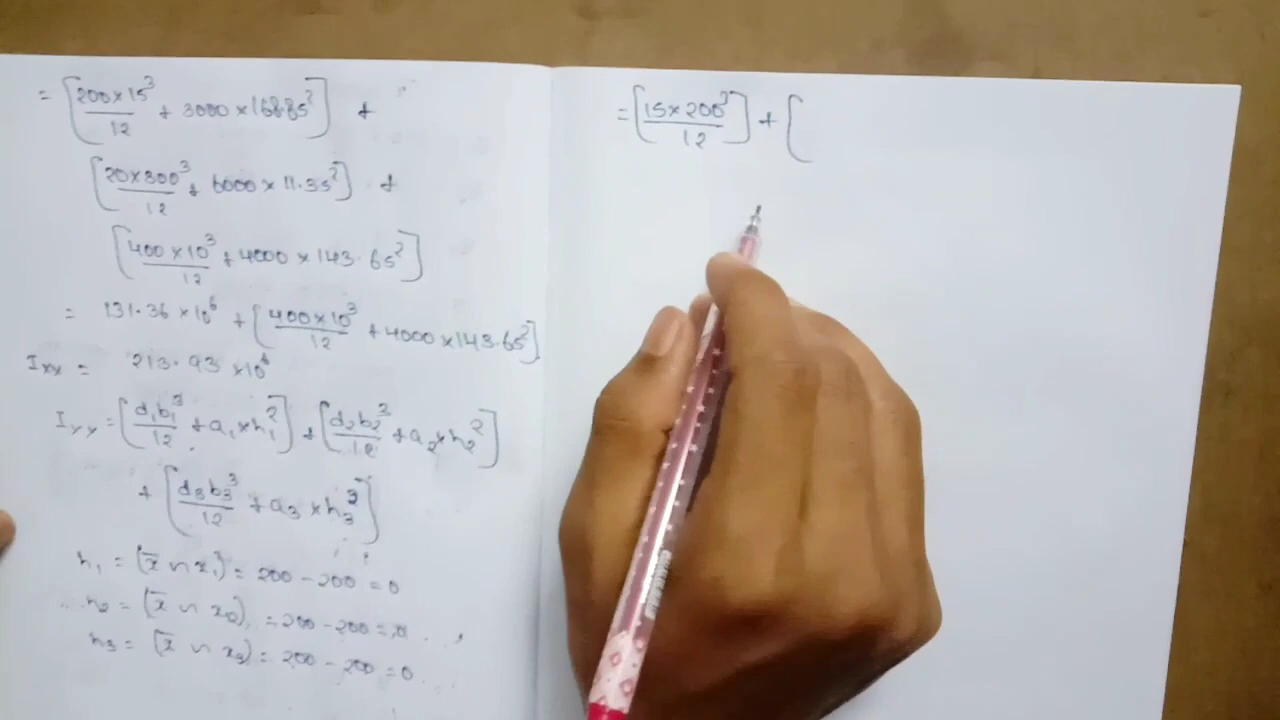 = [200×15³/12 + 3000×168.85²] +
[20×300³/12 + 6000×11.35²] +
[400×10³/12 + 4000×143.65²]
= 131.36×10⁶ + [400×10³/12 + 4000×143.65²]
Ixx = 213.93×10⁶
Iyy = [d₁b₁³/12 + a₁×h₁²] + [d₂b₂³/12 + a₂×h₂²]
+ [d₃b₃³/12 + a₃×h₃²]
h₁ = (x̄ ∽ x₁) = 200 - 200 = 0
h₂ = (x̄ ∽ x₂) = 200 - 200 = 0
h₃ = (x̄ ∽ x₃) = 200 - 200 = 0
= [15×200³/12] + [